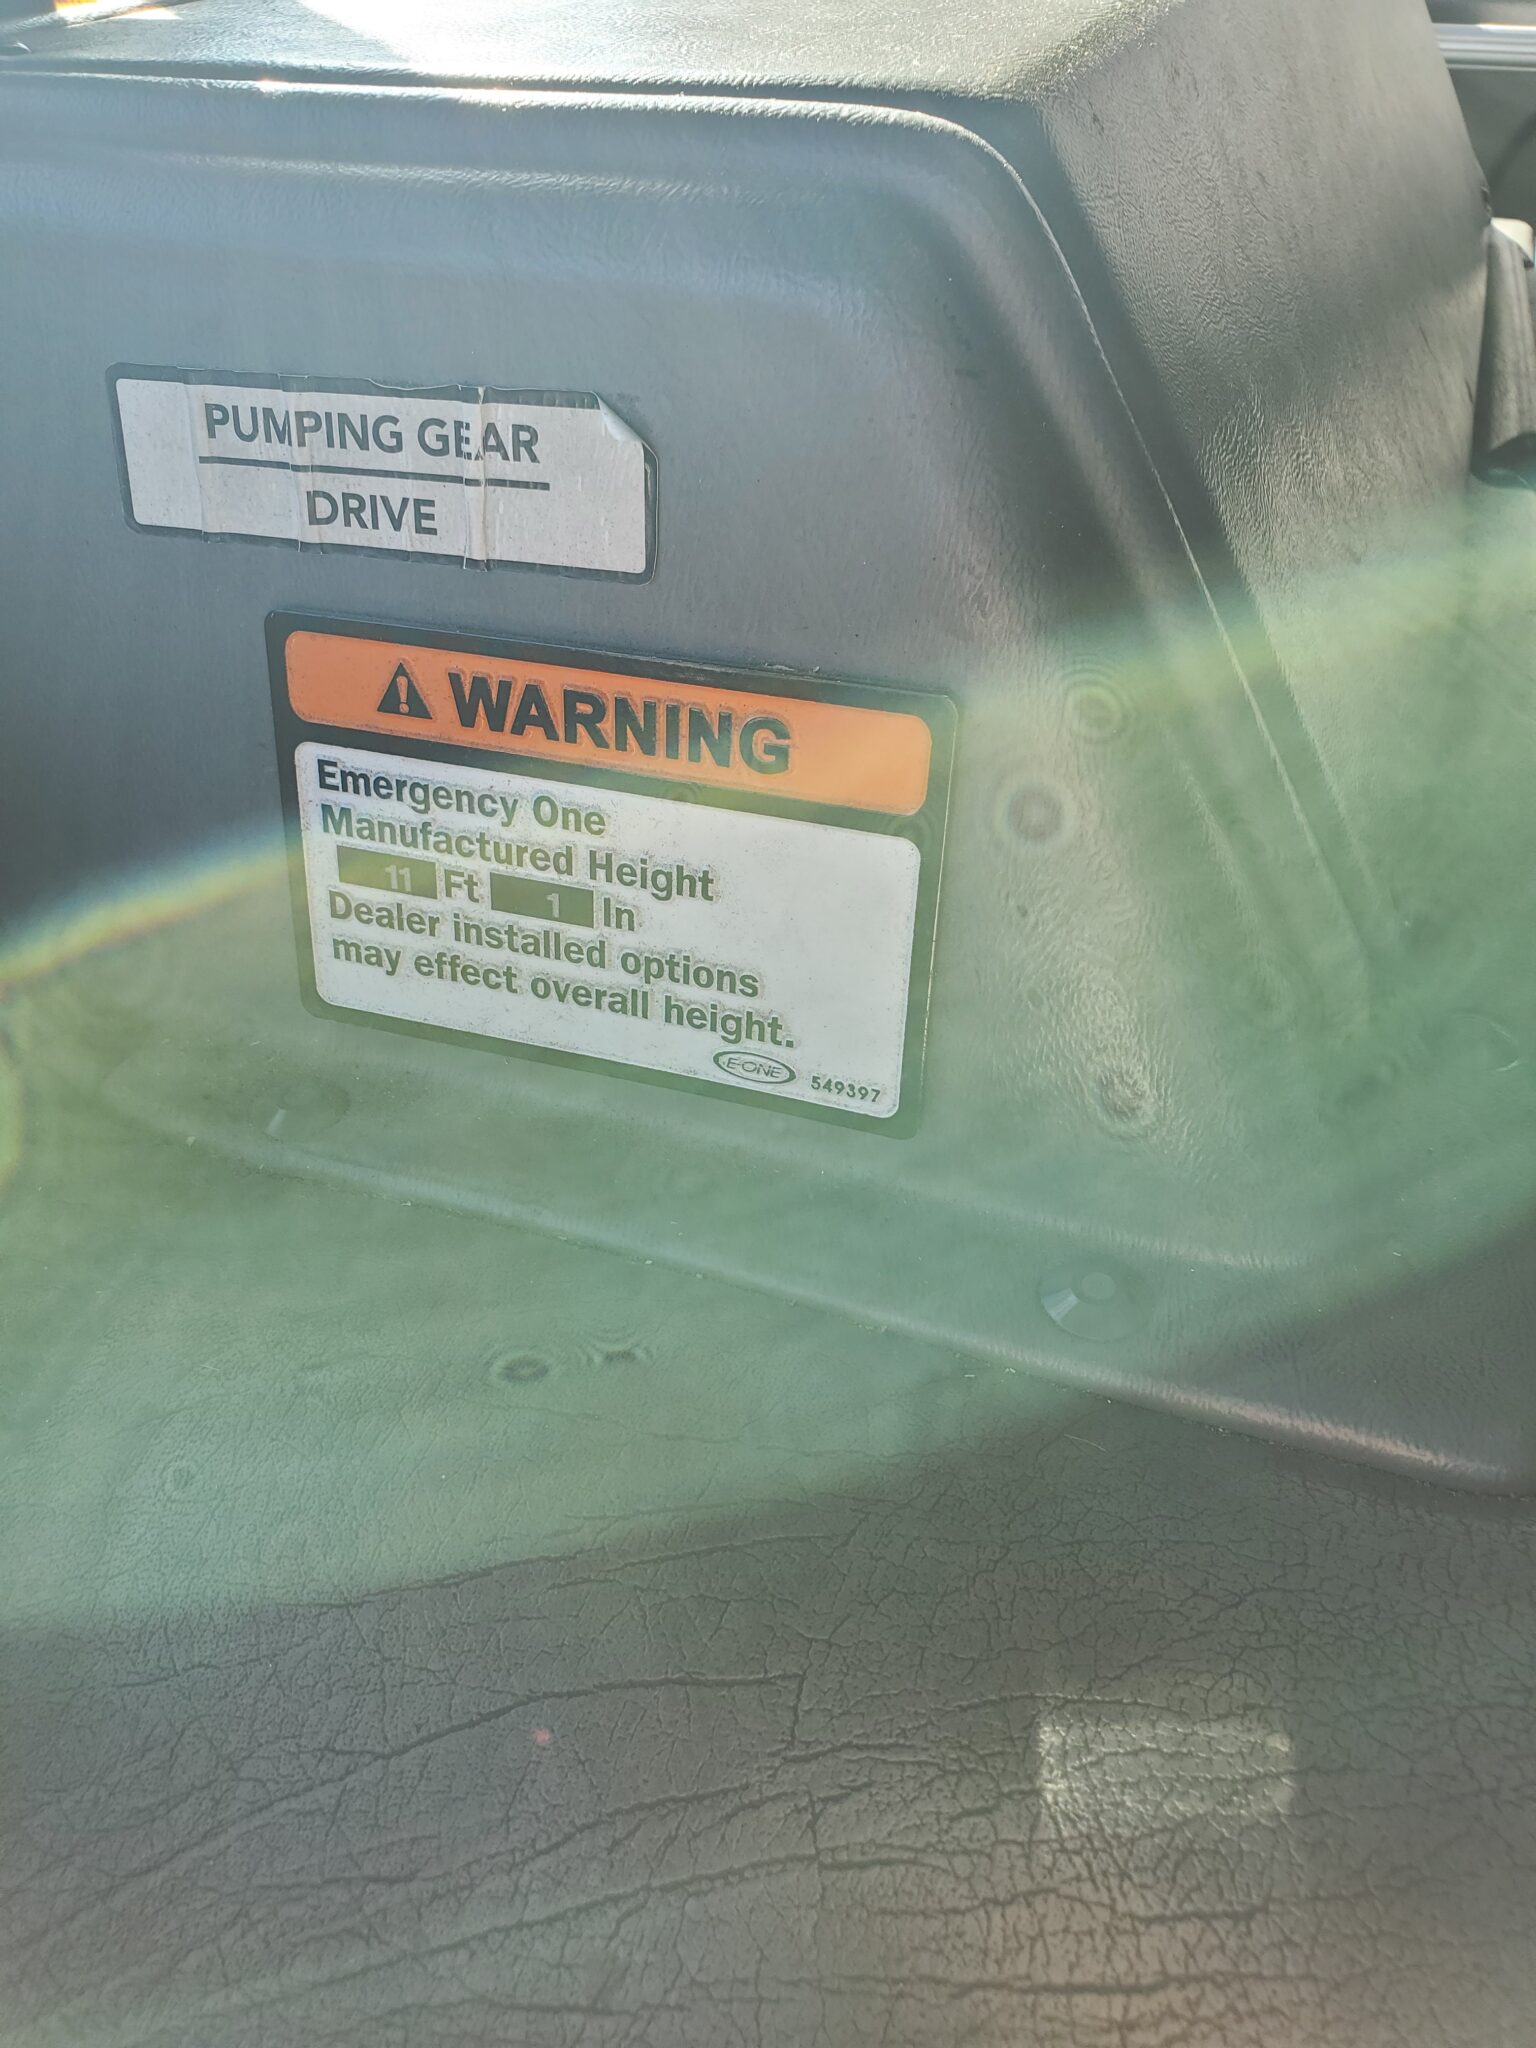 PUMPING GEAR
DRIVE
WARNING
Emergency One
Manufactured Height
11 Ft 1 In
Dealer installed options
may effect overall height.
E-ONE 549397